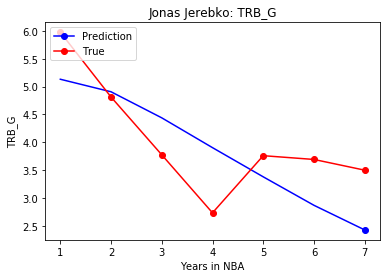 Jonas Jerebko: TRB_G
Prediction
True
6.0
5.5
5.0
4.5
4.0
3.5
3.0
2.5
TRB_G
1 2 3 4 5 6 7
Years in NBA